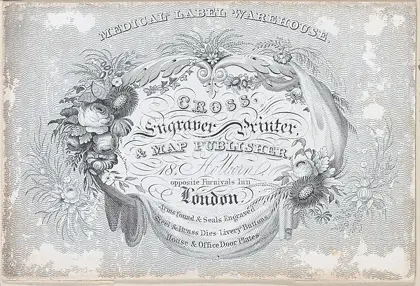 MEDICAL LABEL WAREHOUSE.
CROSS,
Engraver Printer,
& MAP PUBLISHER,
18 Holborn
opposite Furnivals Inn
London
Arms found & Seals Engraved
Steel & Brass Dies Livery Buttons
House & Office Door Plates